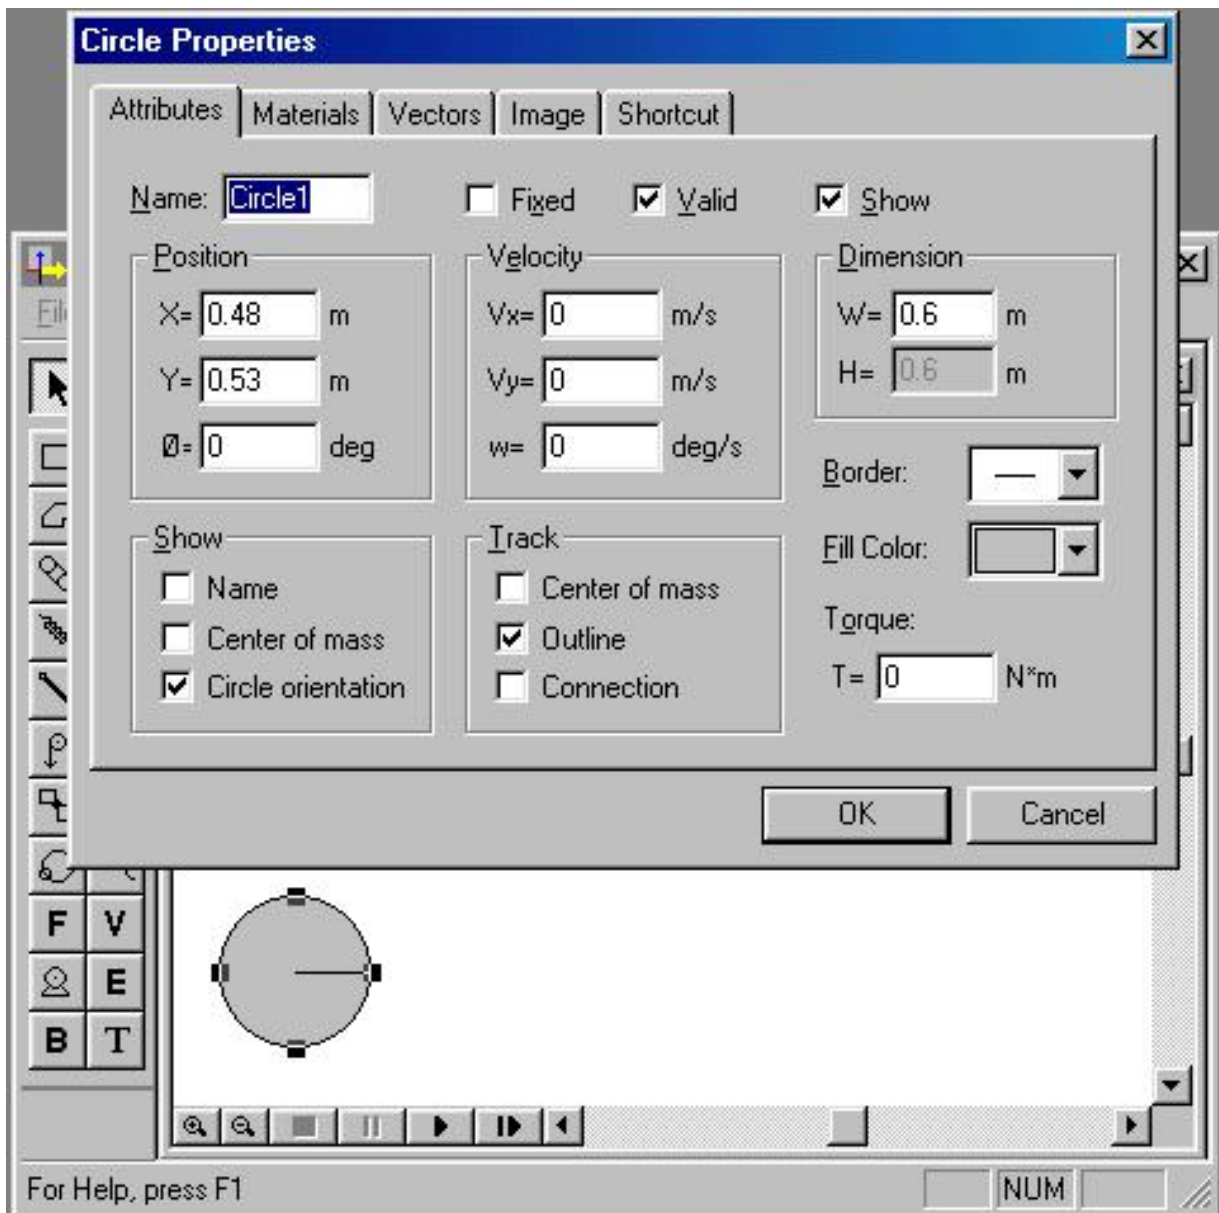 Circle Properties
Attributes Materials Vectors Image Shortcut
Name: Circle1 Fixed Valid Show
Position Velocity Dimension
X= 0.48 m Vx= 0 m/s W= 0.6 m
Y= 0.53 m Vy= 0 m/s H= 0.6 m
Ø= 0 deg w= 0 deg/s
Border:
Show Track Fill Color:
Name Center of mass
Center of mass Outline Torque:
Circle orientation Connection T= 0 N*m
OK Cancel
F V
E
B T
For Help, press F1 NUM